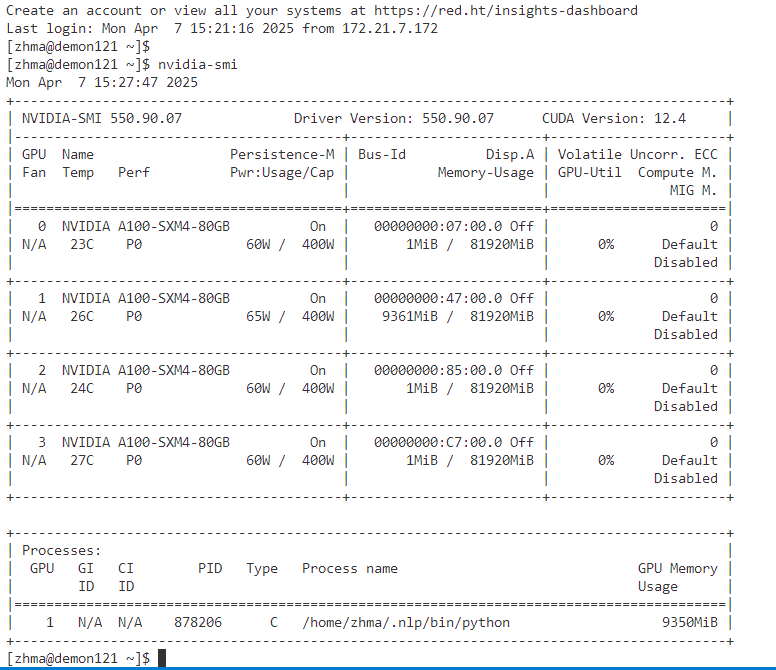 Create an account or view all your systems at https://red.ht/insights-dashboard
Last login: Mon Apr  7 15:21:16 2025 from 172.21.7.172
[zhma@demon121 ~]$
[zhma@demon121 ~]$ nvidia-smi
Mon Apr  7 15:27:47 2025
+-----------------------------------------------------------------------------------------+
| NVIDIA-SMI 550.90.07              Driver Version: 550.90.07      CUDA Version: 12.4     |
|-----------------------------------------+------------------------+----------------------+
| GPU  Name                 Persistence-M | Bus-Id          Disp.A | Volatile Uncorr. ECC |
| Fan  Temp   Perf          Pwr:Usage/Cap |           Memory-Usage | GPU-Util  Compute M. |
|                                         |                        |               MIG M. |
|=========================================+========================+======================|
|   0  NVIDIA A100-SXM4-80GB          On  |   00000000:07:00.0 Off |                    0 |
| N/A   23C    P0              60W /  400W |       1MiB /  81920MiB |      0%      Default |
|                                         |                        |             Disabled |
+-----------------------------------------+------------------------+----------------------+
|   1  NVIDIA A100-SXM4-80GB          On  |   00000000:47:00.0 Off |                    0 |
| N/A   26C    P0              65W /  400W |    9361MiB /  81920MiB |      0%      Default |
|                                         |                        |             Disabled |
+-----------------------------------------+------------------------+----------------------+
|   2  NVIDIA A100-SXM4-80GB          On  |   00000000:85:00.0 Off |                    0 |
| N/A   24C    P0              60W /  400W |       1MiB /  81920MiB |      0%      Default |
|                                         |                        |             Disabled |
+-----------------------------------------+------------------------+----------------------+
|   3  NVIDIA A100-SXM4-80GB          On  |   00000000:C7:00.0 Off |                    0 |
| N/A   27C    P0              60W /  400W |       1MiB /  81920MiB |      0%      Default |
|                                         |                        |             Disabled |
+-----------------------------------------+------------------------+----------------------+
+-----------------------------------------------------------------------------------------+
| Processes:                                                                              |
|  GPU   GI   CI        PID   Type   Process name                              GPU Memory |
|        ID   ID                                                               Usage      |
|=========================================================================================|
|    1   N/A  N/A    878206      C   /home/zhma/.nlp/bin/python                   9350MiB |
+-----------------------------------------------------------------------------------------+
[zhma@demon121 ~]$